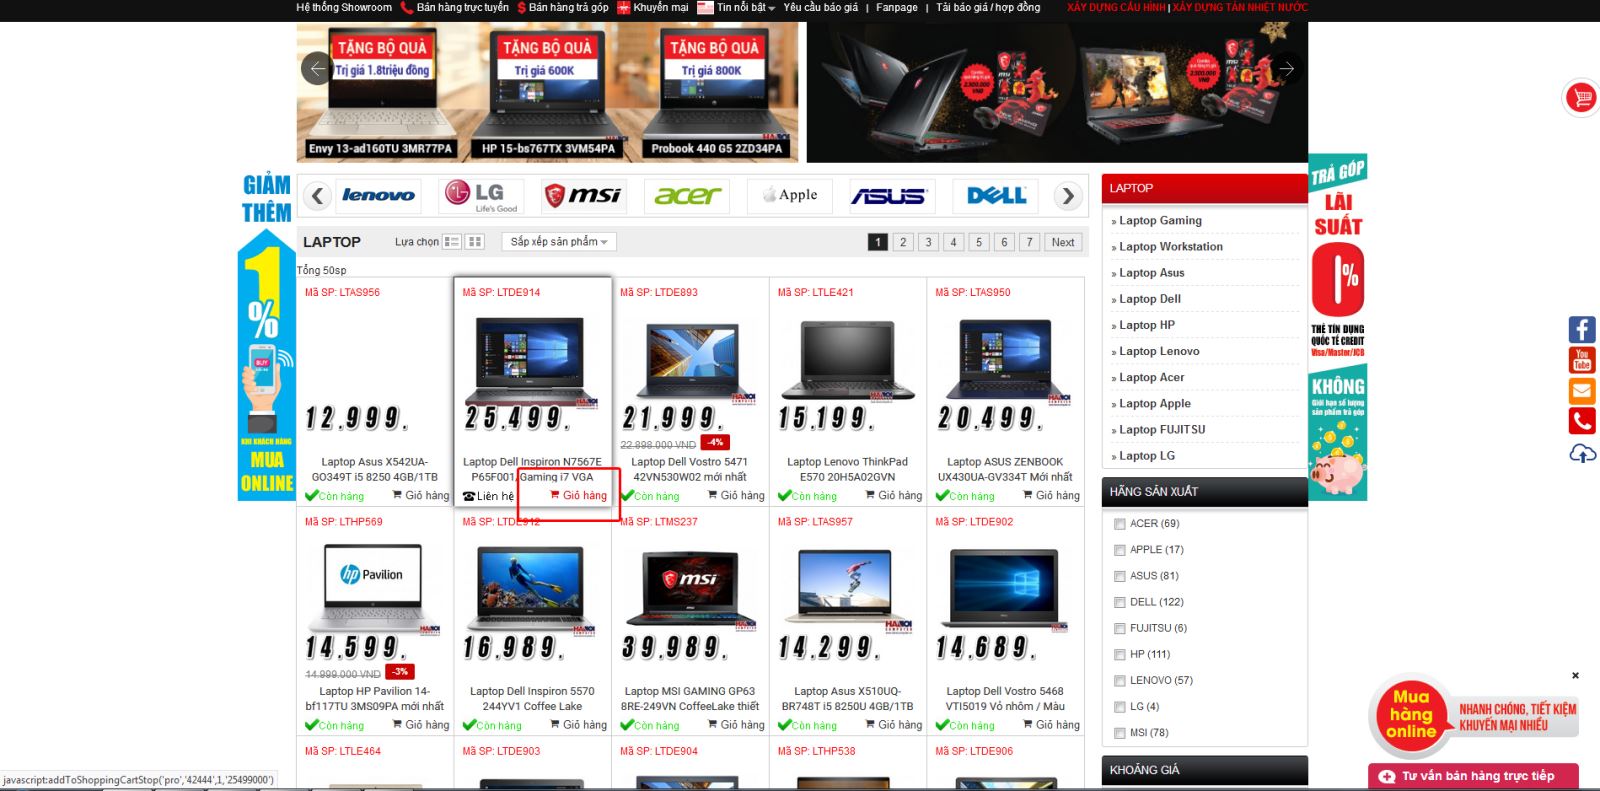 Hệ thống Showroom Bán hàng trực tuyến Bán hàng trả góp Khuyến mại Tin nổi bật Yêu cầu báo giá | Fanpage | Tải báo giá / hợp đồng XÂY DỰNG CẤU HÌNH | XÂY DỰNG TẢN NHIỆT NƯỚC
TẶNG BỘ QUÀ TẶNG BỘ QUÀ TẶNG BỘ QUÀ
Trị giá 1.8triệu đồng Trị giá 600K Trị giá 800K
Envy 13-ad160TU 3MR77PA HP 15-bs767TX 3VM54PA Probook 440 G5 2ZD34PA
2.500.000 VNĐ
2.500.000 VNĐ
GIẢM
THÊM
1%
BUY
KHI KHÁCH HÀNG
MUA
ONLINE
lenovo LG Life's Good msi acer Apple ASUS DELL
LAPTOP Lựa chọn Sắp xếp sản phẩm 1 2 3 4 5 6 7 Next
Tổng 50sp
Mã SP: LTAS956 Mã SP: LTDE914 Mã SP: LTDE893 Mã SP: LTLE421 Mã SP: LTAS950
12.999. 25.499. 21.999. 15.199. 20.499.
22.898.000 VND -4%
Laptop Asus X542UA- Laptop Dell Inspiron N7567E Laptop Dell Vostro 5471 Laptop Lenovo ThinkPad Laptop ASUS ZENBOOK
GO349T i5 8250 4GB/1TB P65F001/Gaming i7 VGA 42VN530W02 mới nhất E570 20H5A02GVN UX430UA-GV334T Mới nhất
Còn hàng Giỏ hàng Liên hệ Giỏ hàng Còn hàng Giỏ hàng Còn hàng Giỏ hàng Còn hàng Giỏ hàng
Mã SP: LTHP569 Mã SP: LTDE912 Mã SP: LTMS237 Mã SP: LTAS957 Mã SP: LTDE902
hp Pavilion msi
14.599. 16.989. 39.989. 14.299. 14.689.
14.999.000 VND -3%
Laptop HP Pavilion 14- Laptop Dell Inspiron 5570 Laptop MSI GAMING GP63 Laptop Asus X510UQ- Laptop Dell Vostro 5468
bf117TU 3MS09PA mới nhất 244YV1 Coffee Lake 8RE-249VN CoffeeLake thiết BR748T i5 8250U 4GB/1TB VTI5019 Vỏ nhôm / Màu
Còn hàng Giỏ hàng Còn hàng Giỏ hàng Còn hàng Giỏ hàng Còn hàng Giỏ hàng Còn hàng Giỏ hàng
Mã SP: LTLE464 Mã SP: LTDE903 Mã SP: LTDE904 Mã SP: LTHP538 Mã SP: LTDE906
javascript:addToShoppingCartStop('pro','42444',1,'25499000')
LAPTOP
» Laptop Gaming
» Laptop Workstation
» Laptop Asus
» Laptop Dell
» Laptop HP
» Laptop Lenovo
» Laptop Acer
» Laptop Apple
» Laptop FUJITSU
» Laptop LG
HÃNG SẢN XUẤT
ACER (69)
APPLE (17)
ASUS (81)
DELL (122)
FUJITSU (6)
HP (111)
LENOVO (57)
LG (4)
MSI (78)
KHOẢNG GIÁ
TRẢ GÓP
LÃI
SUẤT
0%
THẺ TÍN DỤNG
QUỐC TẾ CREDIT
Visa/Master/JCB
KHÔNG
Giới hạn số lượng
sản phẩm trả góp
You
Tube
Mua
hàng
online
NHANH CHÓNG, TIẾT KIỆM
KHUYẾN MẠI NHIỀU
Tư vấn bán hàng trực tiếp